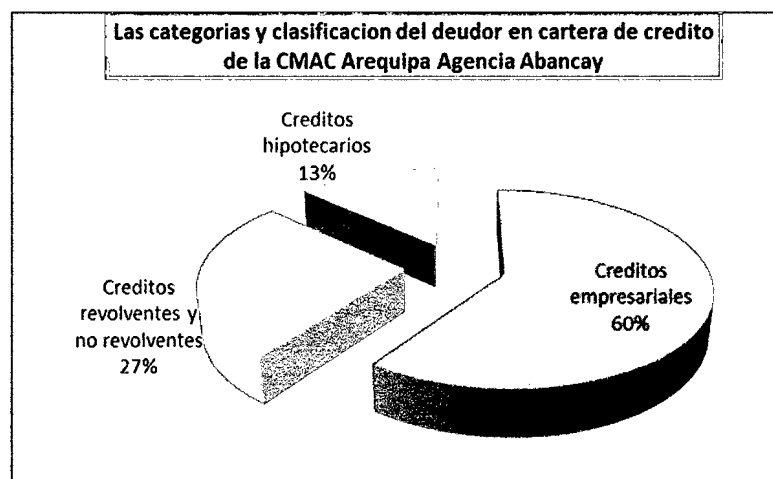 Las categorias y clasificacion del deudor en cartera de credito
de la CMAC Arequipa Agencia Abancay
Creditos
hipotecarios
13%
Creditos
revolventes y
no revolventes
27%
Creditos
empresariales
60%